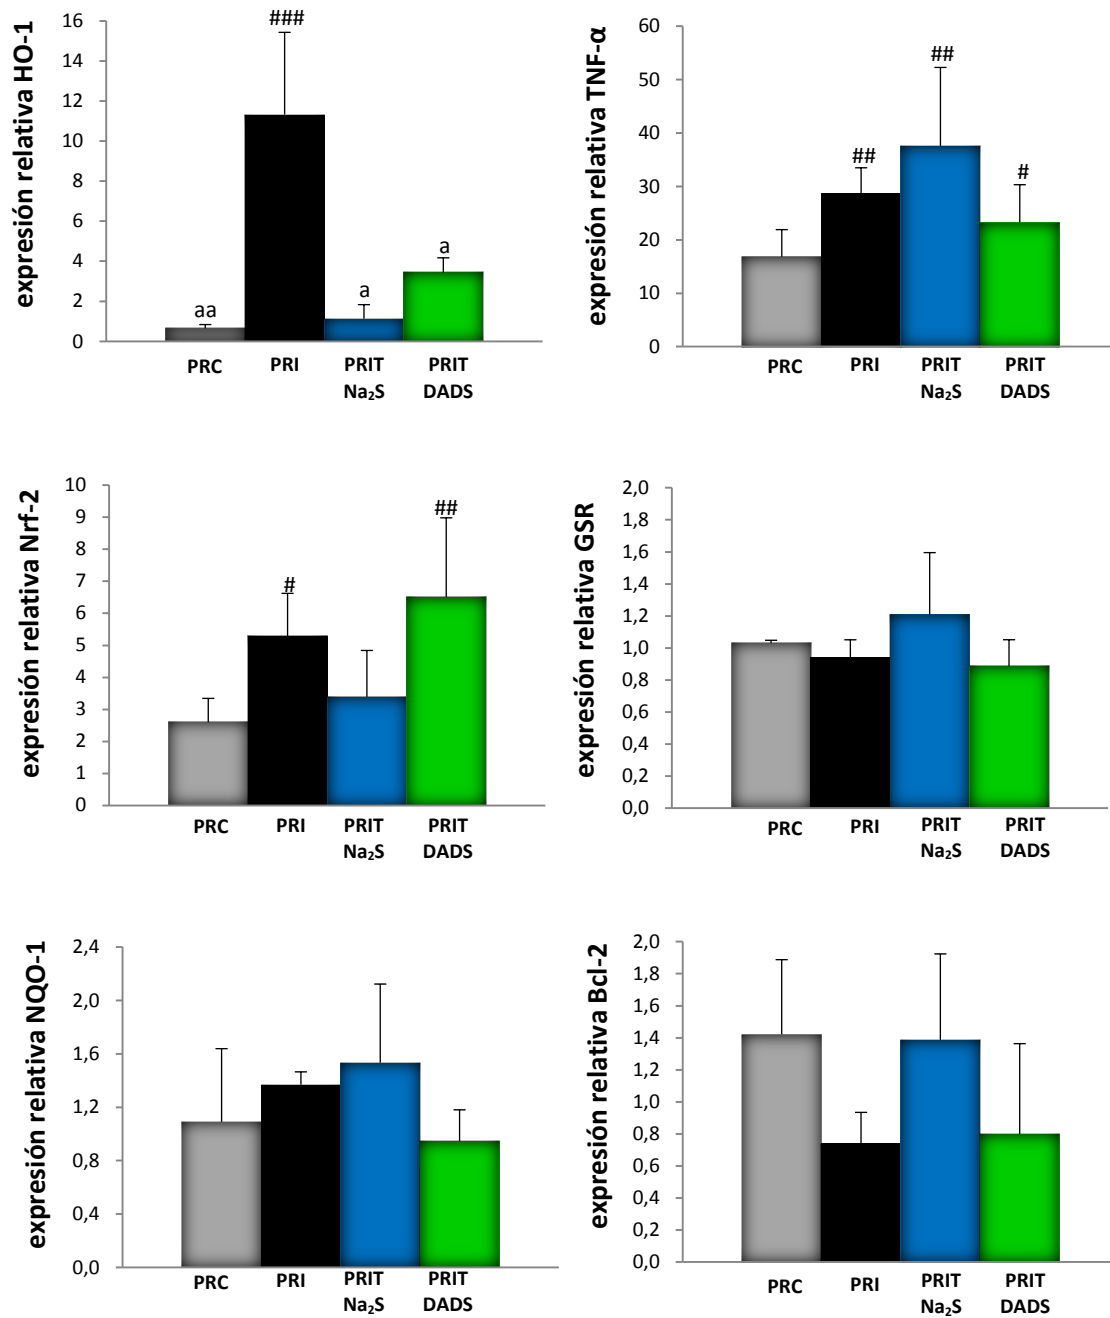 expresión relativa HO-1
16
14
12
10
8
6
4
2
0
###
aa
a
a
PRC PRI PRIT PRIT
Na₂S DADS
expresión relativa TNF-α
60
50
40
30
20
10
0
##
##
#
PRC PRI PRIT PRIT
Na₂S DADS
expresión relativa Nrf-2
10
9
8
7
6
5
4
3
2
1
0
##
#
PRC PRI PRIT PRIT
Na₂S DADS
expresión relativa GSR
2,0
1,8
1,6
1,4
1,2
1,0
0,8
0,6
0,4
0,2
0,0
PRC PRI PRIT PRIT
Na₂S DADS
expresión relativa NQO-1
2,4
2,0
1,6
1,2
0,8
0,4
0,0
PRC PRI PRIT PRIT
Na₂S DADS
expresión relativa Bcl-2
2,0
1,8
1,6
1,4
1,2
1,0
0,8
0,6
0,4
0,2
0,0
PRC PRI PRIT PRIT
Na₂S DADS